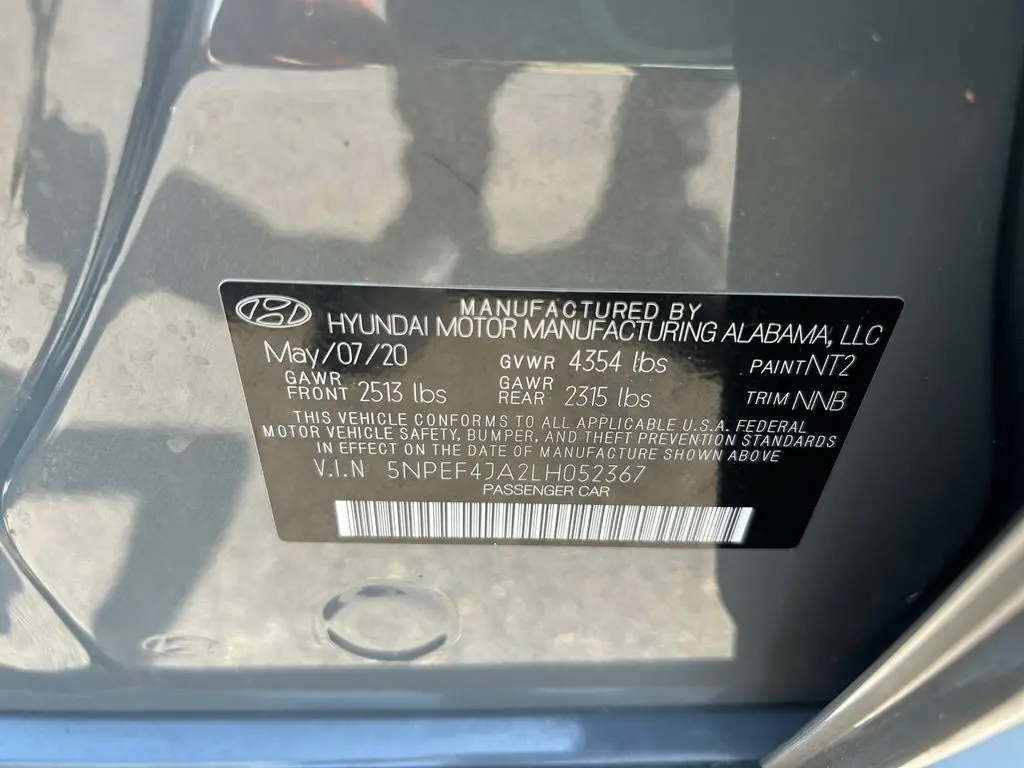 MANUFACTURED BY
HYUNDAI MOTOR MANUFACTURING ALABAMA, LLC
May/07/20 GVWR 4354 lbs PAINT NT2
GAWR FRONT 2513 lbs GAWR REAR 2315 lbs TRIM NNB
THIS VEHICLE CONFORMS TO ALL APPLICABLE U.S.A. FEDERAL
MOTOR VEHICLE SAFETY, BUMPER, AND THEFT PREVENTION STANDARDS
IN EFFECT ON THE DATE OF MANUFACTURE SHOWN ABOVE
V.I.N 5NPEF4JA2LH052367
PASSENGER CAR